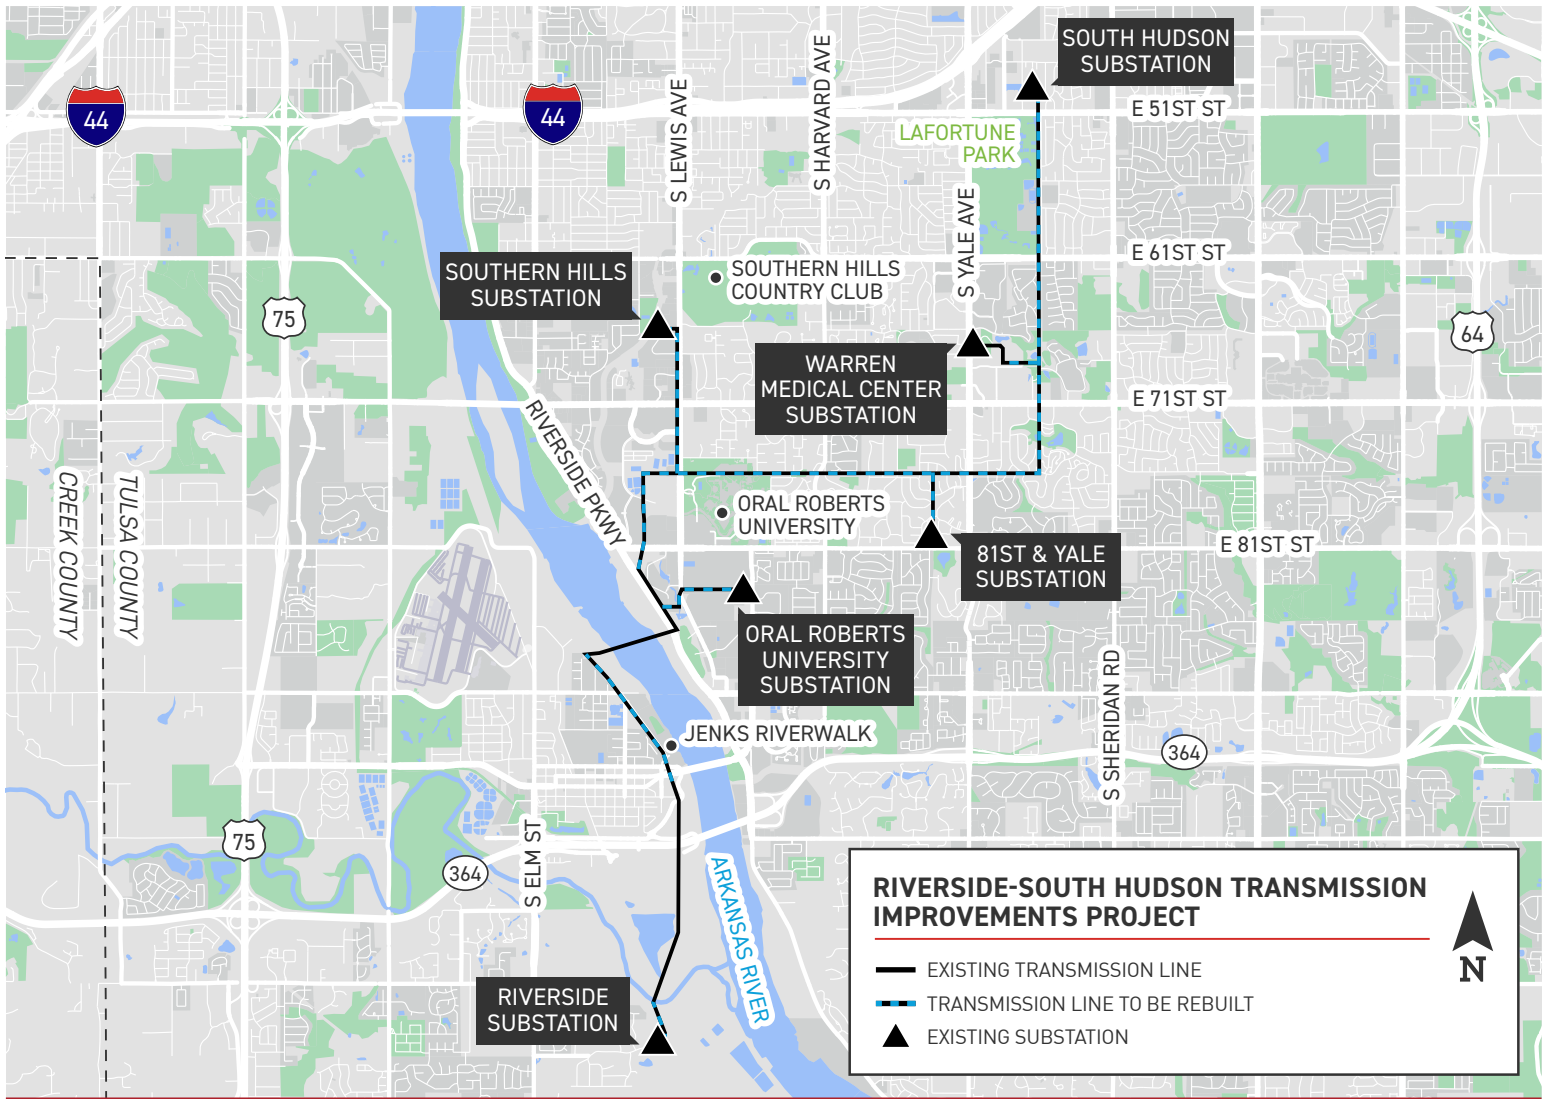 SOUTH HUDSON
SUBSTATION
44
44
E 51ST ST
LAFORTUNE
PARK
S LEWIS AVE
S HARVARD AVE
S YALE AVE
E 61ST ST
SOUTHERN HILLS
SUBSTATION
SOUTHERN HILLS
COUNTRY CLUB
75
64
WARREN
MEDICAL CENTER
SUBSTATION
E 71ST ST
RIVERSIDE PKWY
CREEK COUNTY
TULSA COUNTY
ORAL ROBERTS
UNIVERSITY
E 81ST ST
81ST & YALE
SUBSTATION
ORAL ROBERTS
UNIVERSITY
SUBSTATION
S SHERIDAN RD
JENKS RIVERWALK
364
75
364
S ELM ST
ARKANSAS RIVER
RIVERSIDE
SUBSTATION
RIVERSIDE-SOUTH HUDSON TRANSMISSION
IMPROVEMENTS PROJECT
EXISTING TRANSMISSION LINE
TRANSMISSION LINE TO BE REBUILT
EXISTING SUBSTATION
N